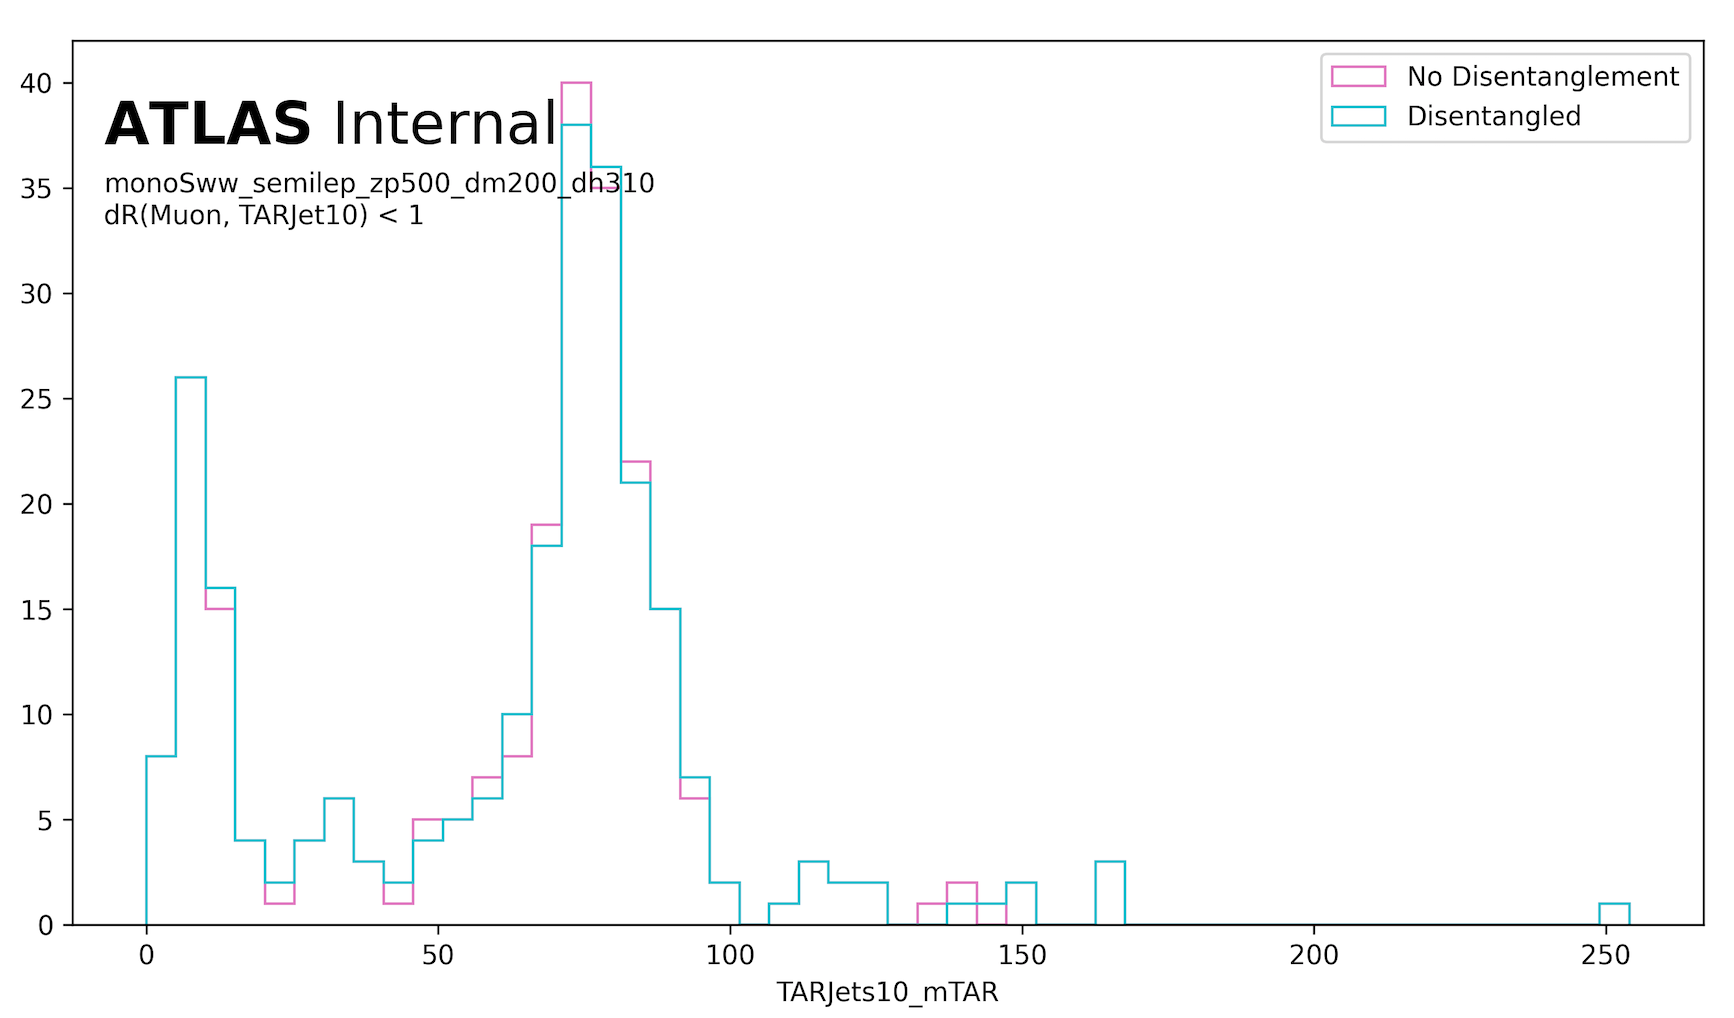 ATLAS Internal
monoSww_semilep_zp500_dm200_dh310
dR(Muon, TARJet10) < 1
No Disentanglement
Disentangled
40
35
30
25
20
15
10
5
0
0 50 100 150 200 250
TARJets10_mTAR